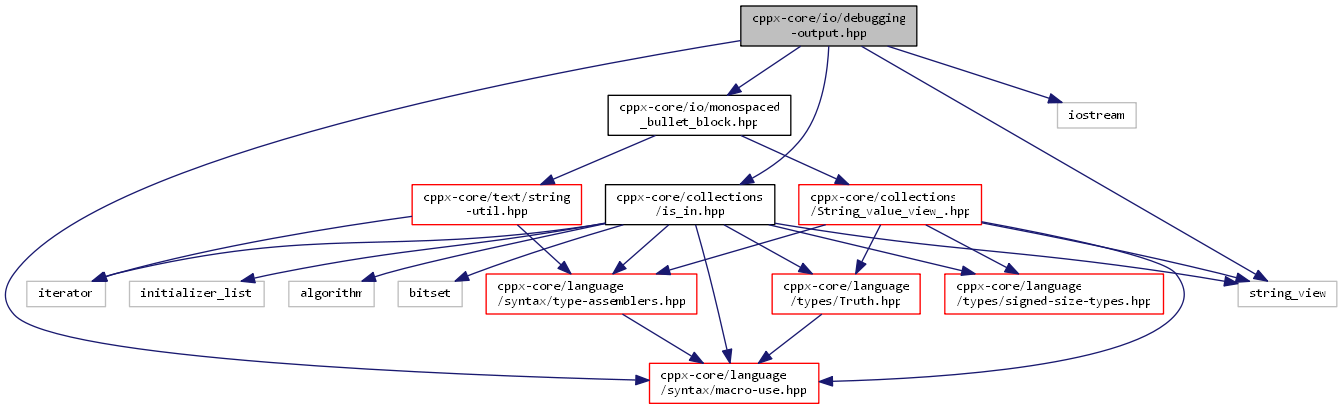 cppx-core/io/debugging
-output.hpp
cppx-core/io/monospaced
_bullet_block.hpp
iostream
cppx-core/text/string
-util.hpp
cppx-core/collections
/is_in.hpp
cppx-core/collections
/String_value_view_.hpp
iterator
initializer_list
algorithm
bitset
cppx-core/language
/syntax/type-assemblers.hpp
cppx-core/language
/types/Truth.hpp
cppx-core/language
/types/signed-size-types.hpp
string_view
cppx-core/language
/syntax/macro-use.hpp